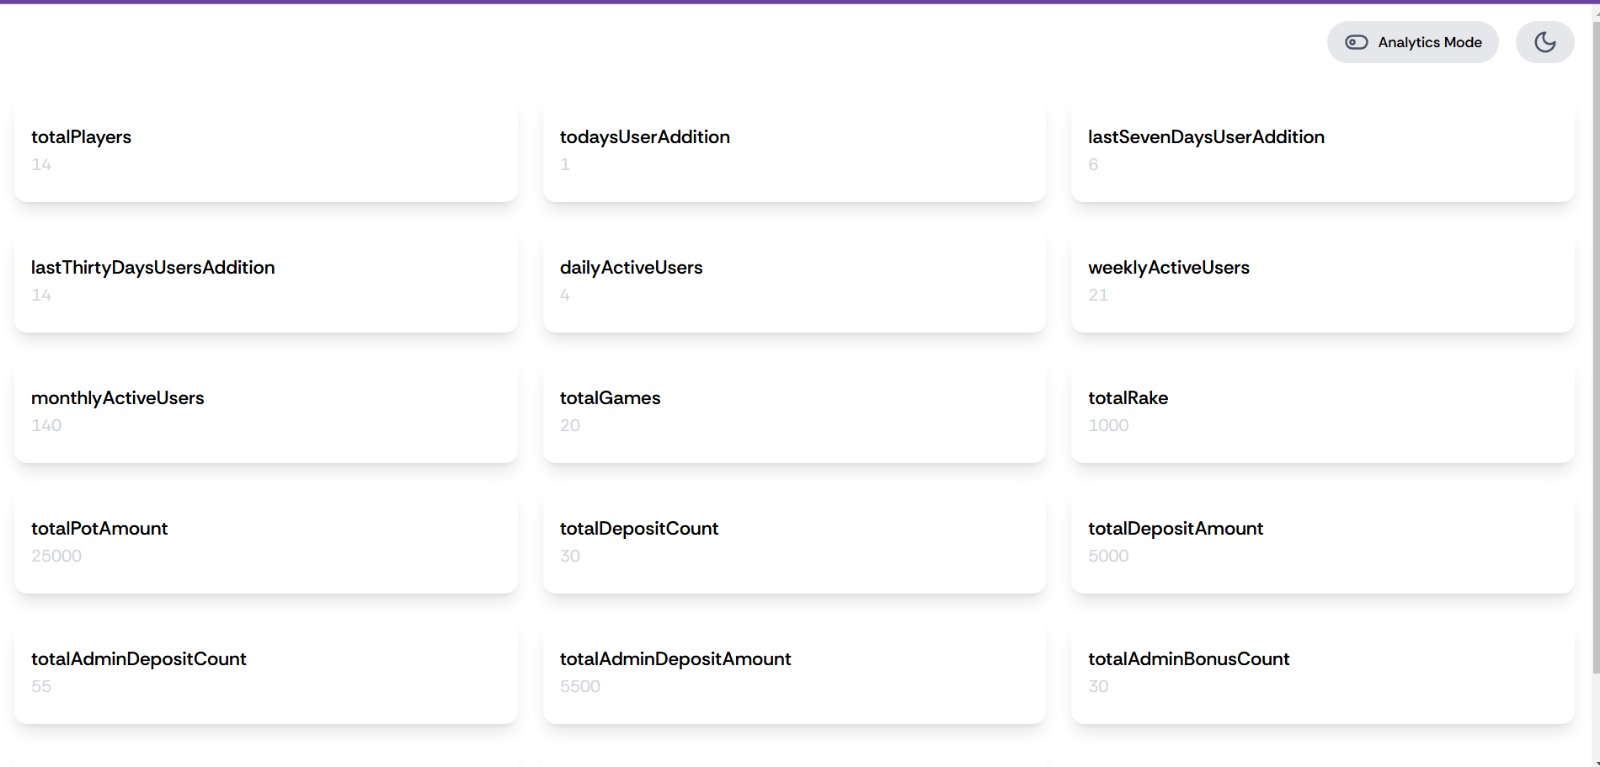 Analytics Mode
totalPlayers
14
todaysUserAddition
1
lastSevenDaysUserAddition
6
lastThirtyDaysUsersAddition
14
dailyActiveUsers
4
weeklyActiveUsers
21
monthlyActiveUsers
140
totalGames
20
totalRake
1000
totalPotAmount
25000
totalDepositCount
30
totalDepositAmount
5000
totalAdminDepositCount
55
totalAdminDepositAmount
5500
totalAdminBonusCount
30